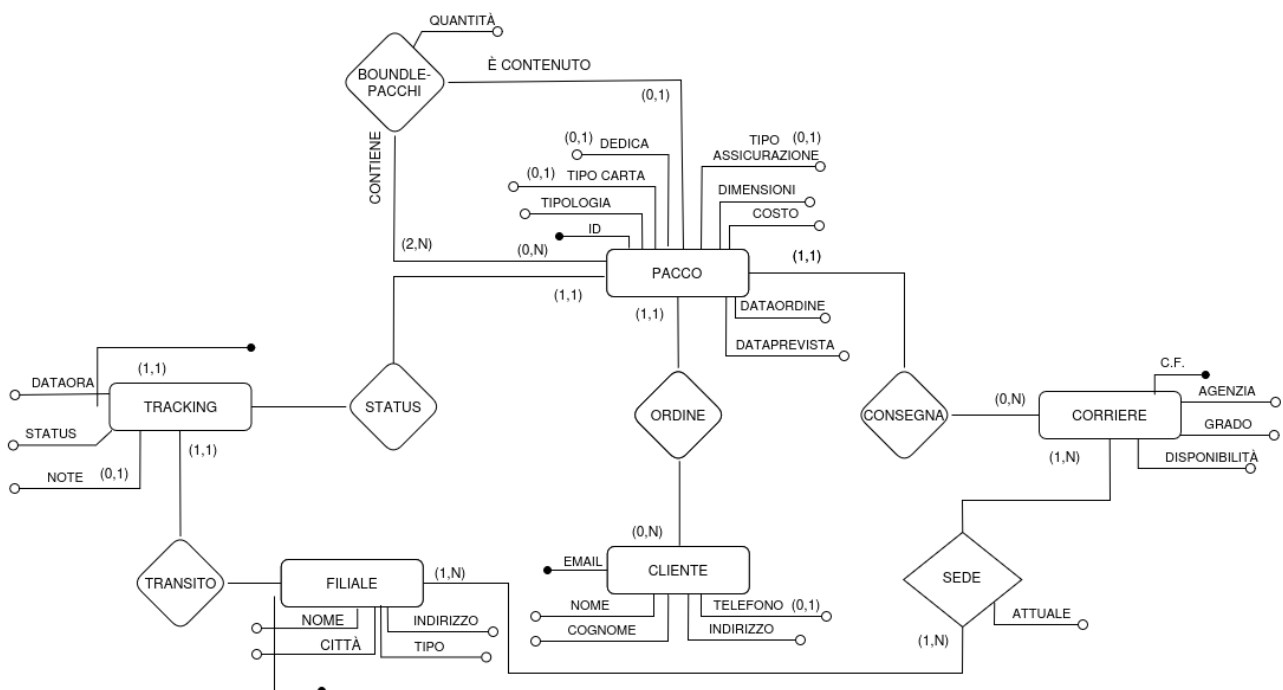 QUANTITÀ
BOUNDLE-
PACCHI
È CONTENUTO
(0,1)
CONTIENE
(0,1) DEDICA
TIPO (0,1)
ASSICURAZIONE
(0,1) TIPO CARTA
DIMENSIONI
TIPOLOGIA
COSTO
ID
(2,N)
(0,N)
(1,1)
PACCO
(1,1)
(1,1)
DATAORDINE
DATAPREVISTA
(1,1)
DATAORA
TRACKING
STATUS
ORDINE
CONSEGNA
(0,N)
CORRIERE
C.F.
AGENZIA
GRADO
DISPONIBILITÀ
STATUS
NOTE (0,1)
(1,1)
(1,N)
(0,N)
TRANSITO
FILIALE
(1,N)
EMAIL
CLIENTE
SEDE
NOME
INDIRIZZO
CITTÀ
TIPO
NOME
TELEFONO (0,1)
COGNOME
INDIRIZZO
ATTUALE
(1,N)